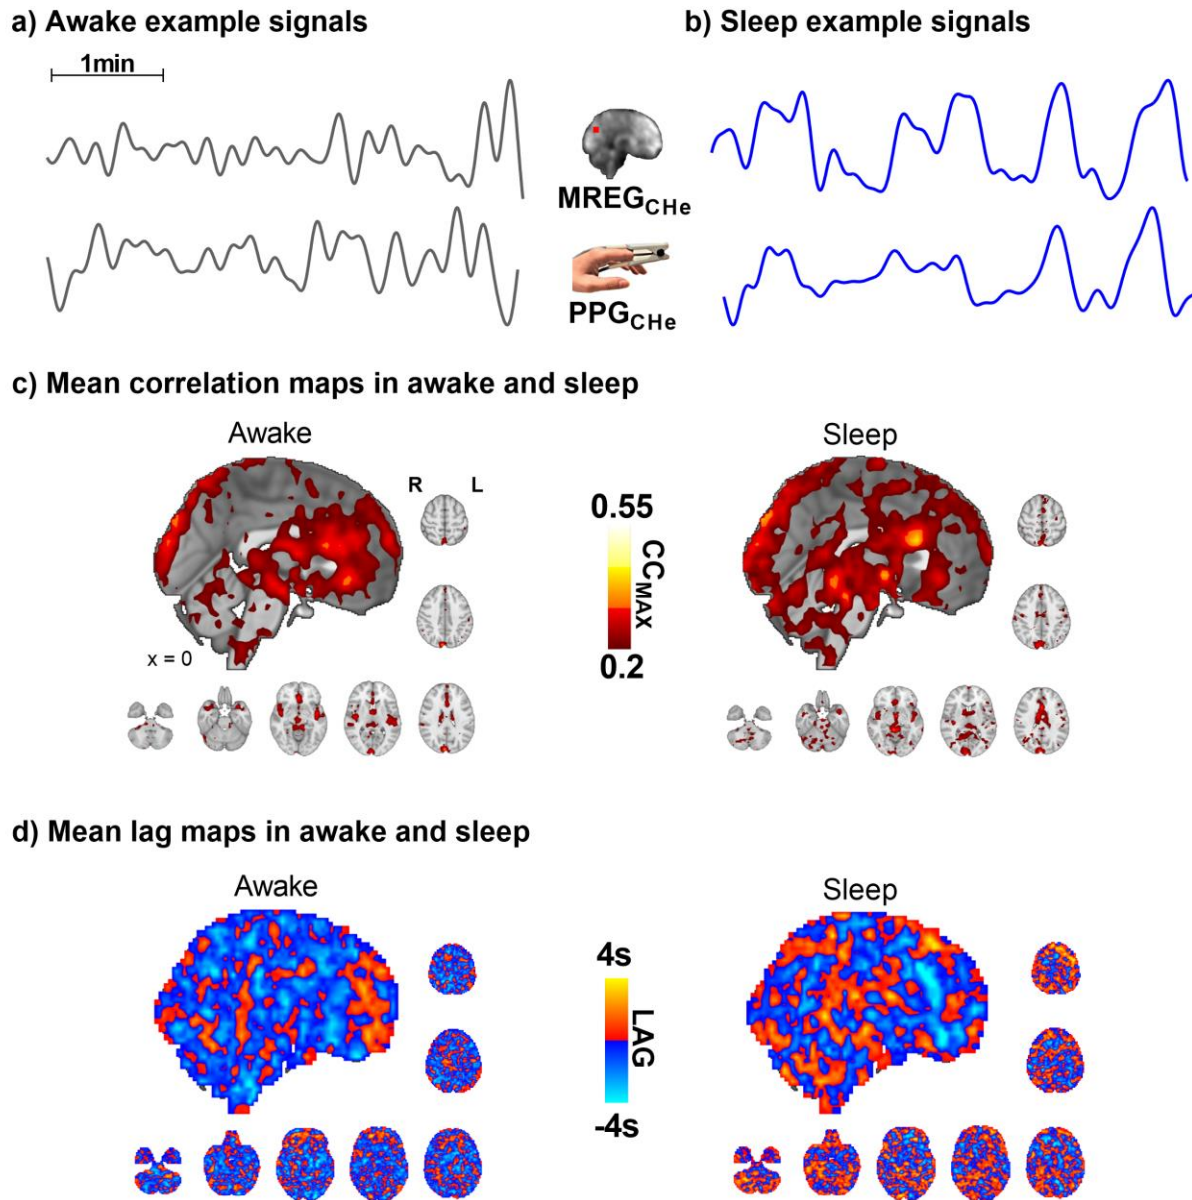 a) Awake example signals
b) Sleep example signals
1min
MREGCHe
PPGCHe
c) Mean correlation maps in awake and sleep
Awake
Sleep
R L
0.55
CCMAX
0.2
x = 0
d) Mean lag maps in awake and sleep
Awake
Sleep
4s
LAG
-4s